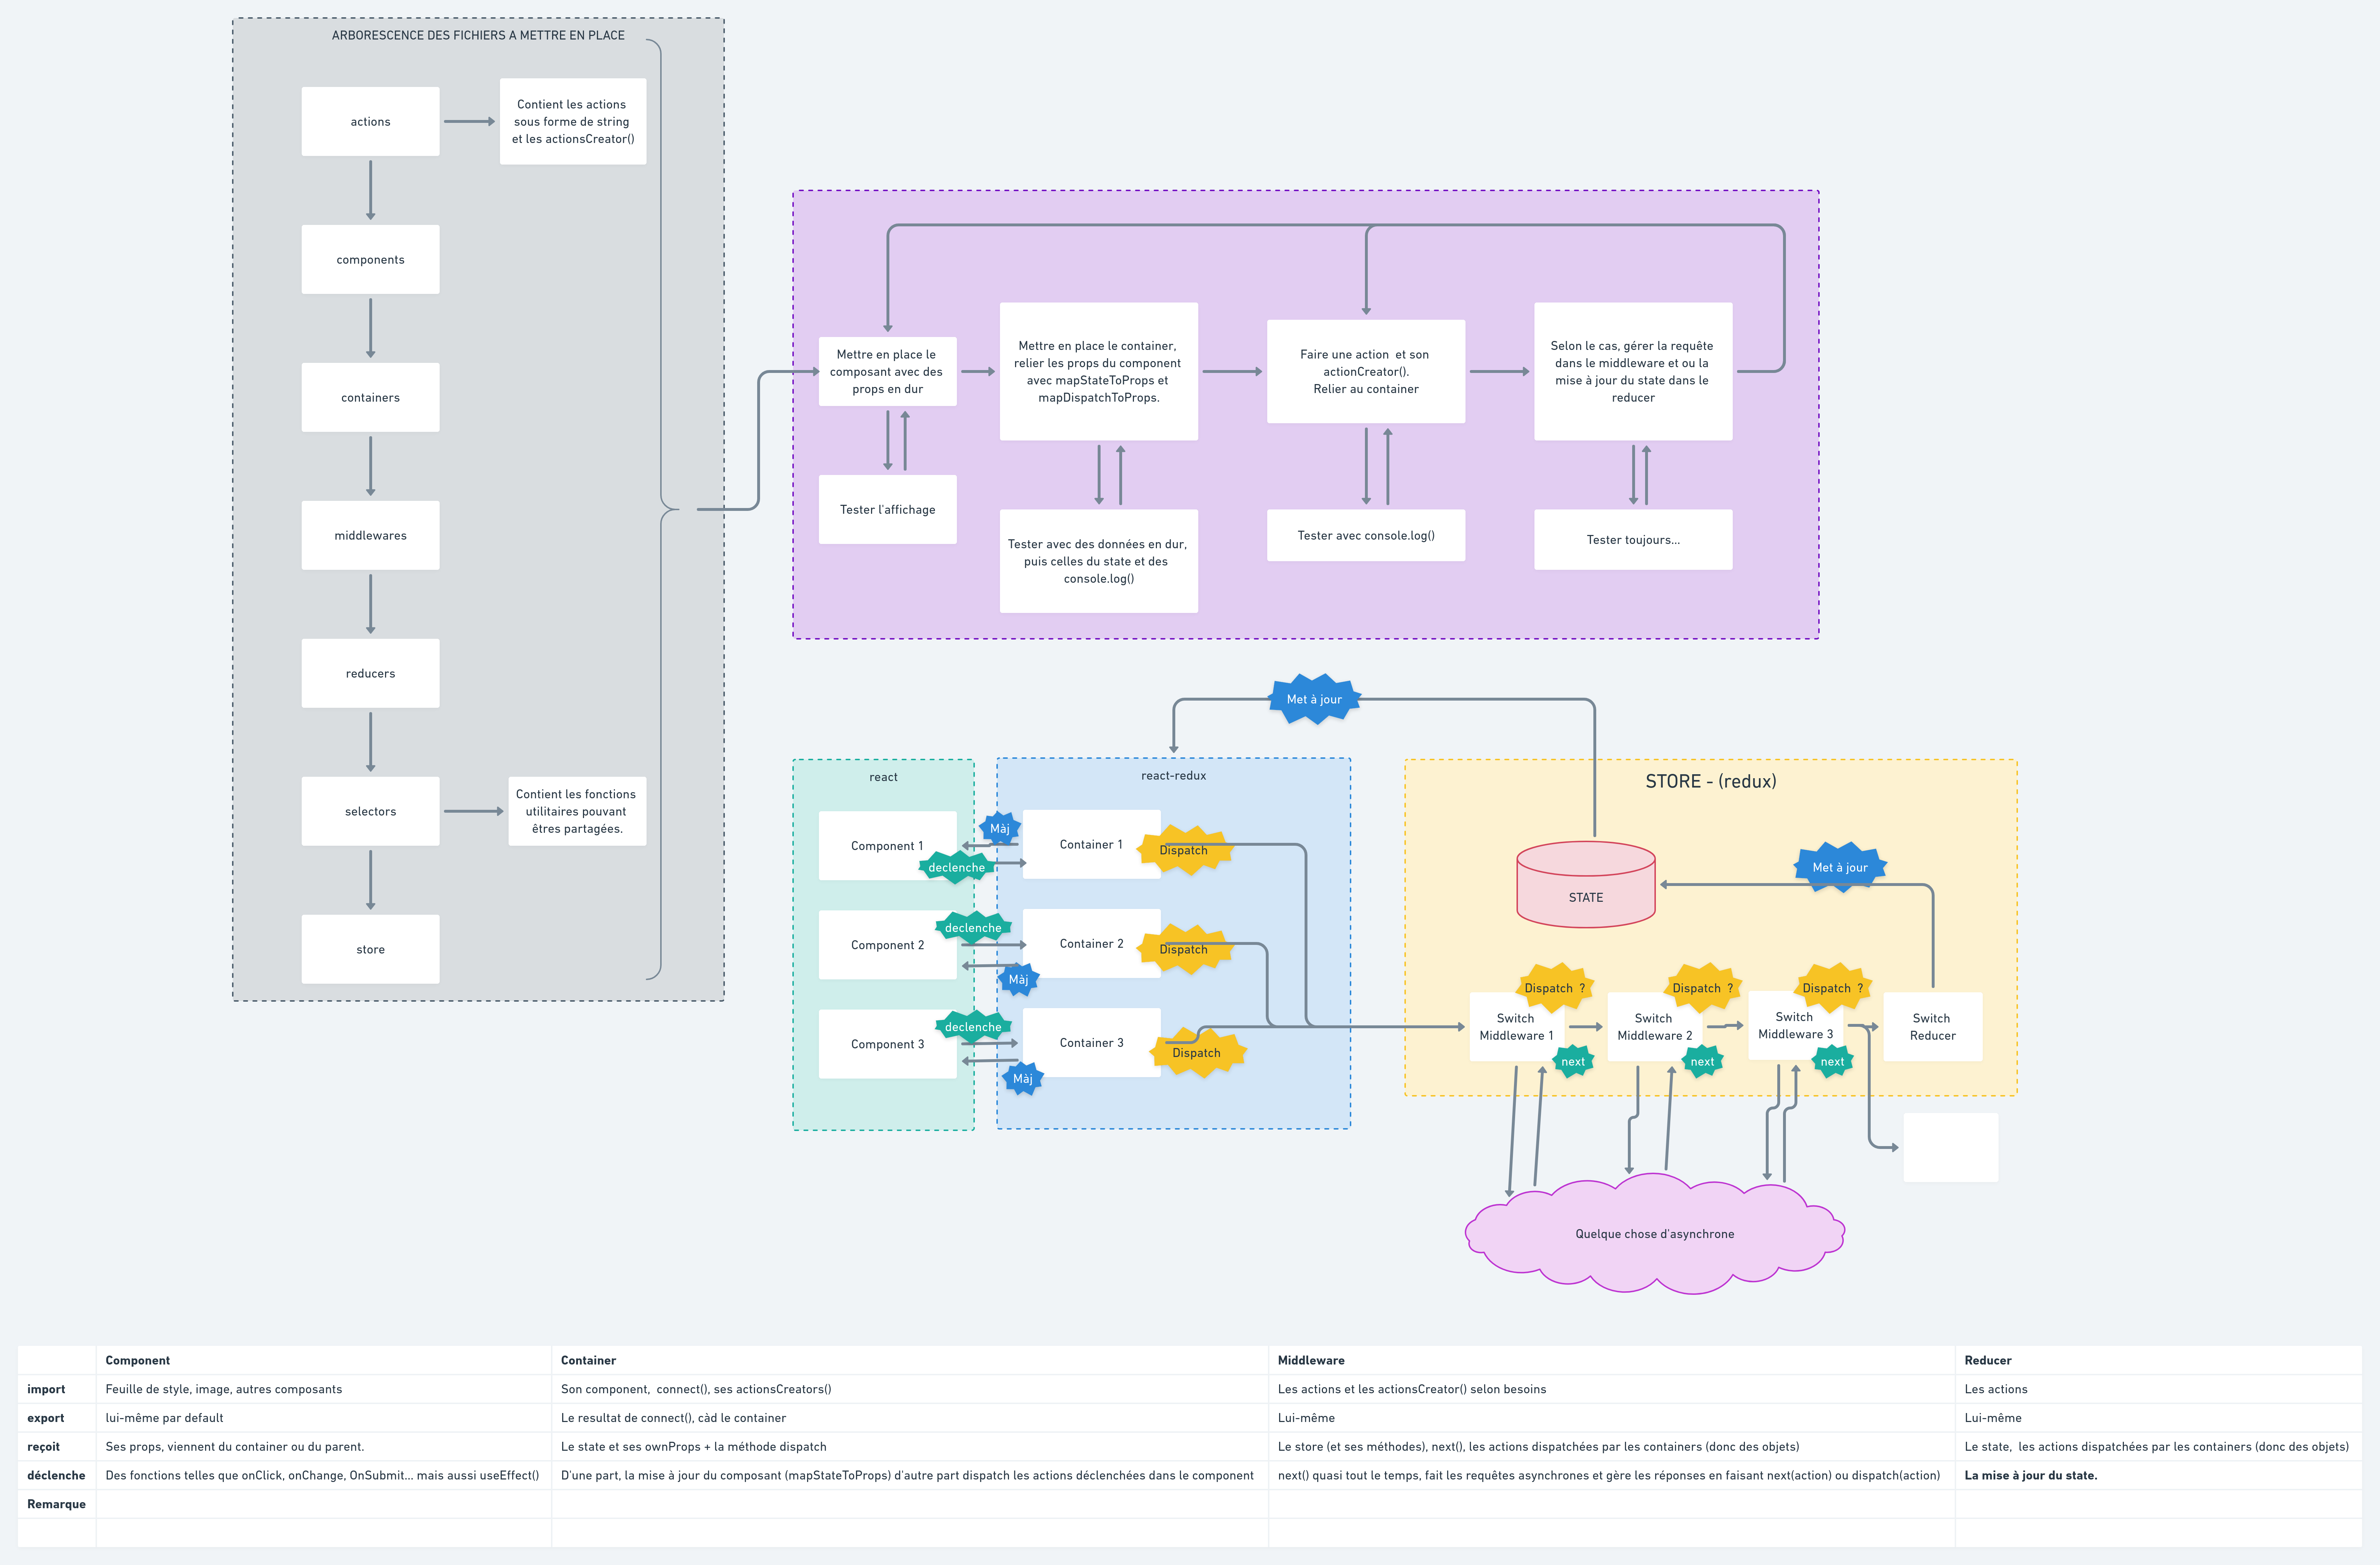 ARBORESCENCE DES FICHIERS A METTRE EN PLACE
actions
Contient les actions
sous forme de string
et les actionsCreator()
components
containers
middlewares
reducers
selectors
Contient les fonctions
utilitaires pouvant
êtres partagées.
store
Mettre en place le
composant avec des
props en dur
Mettre en place le container,
relier les props du component
avec mapStateToProps et
mapDispatchToProps.
Faire une action  et son
actionCreator().
Relier au container
Selon le cas, gérer la requête
dans le middleware et ou la
mise à jour du state dans le
reducer
Tester l'affichage
Tester avec des données en dur,
puis celles du state et des
console.log()
Tester avec console.log()
Tester toujours...
Met à jour
react
react-redux
STORE - (redux)
Component 1
Màj
declenche
Container 1
Dispatch
Component 2
declenche
Màj
Container 2
Dispatch
Component 3
declenche
Màj
Container 3
Dispatch
STATE
Met à jour
Dispatch  ?
Switch
Middleware 1
next
Dispatch  ?
Switch
Middleware 2
next
Dispatch  ?
Switch
Middleware 3
next
Switch
Reducer
Quelque chose d'asynchrone
Component Container Middleware Reducer
import Feuille de style, image, autres composants Son component,  connect(), ses actionsCreators() Les actions et les actionsCreator() selon besoins Les actions
export lui-même par default Le resultat de connect(), càd le container Lui-même Lui-même
reçoit Ses props, viennent du container ou du parent. Le state et ses ownProps + la méthode dispatch Le store (et ses méthodes), next(), les actions dispatchées par les containers (donc des objets) Le state,  les actions dispatchées par les containers (donc des objets)
déclenche Des fonctions telles que onClick, onChange, OnSubmit... mais aussi useEffect() D'une part, la mise à jour du composant (mapStateToProps) d'autre part dispatch les actions déclenchées dans le component next() quasi tout le temps, fait les requêtes asynchrones et gère les réponses en faisant next(action) ou dispatch(action) La mise à jour du state.
Remarque